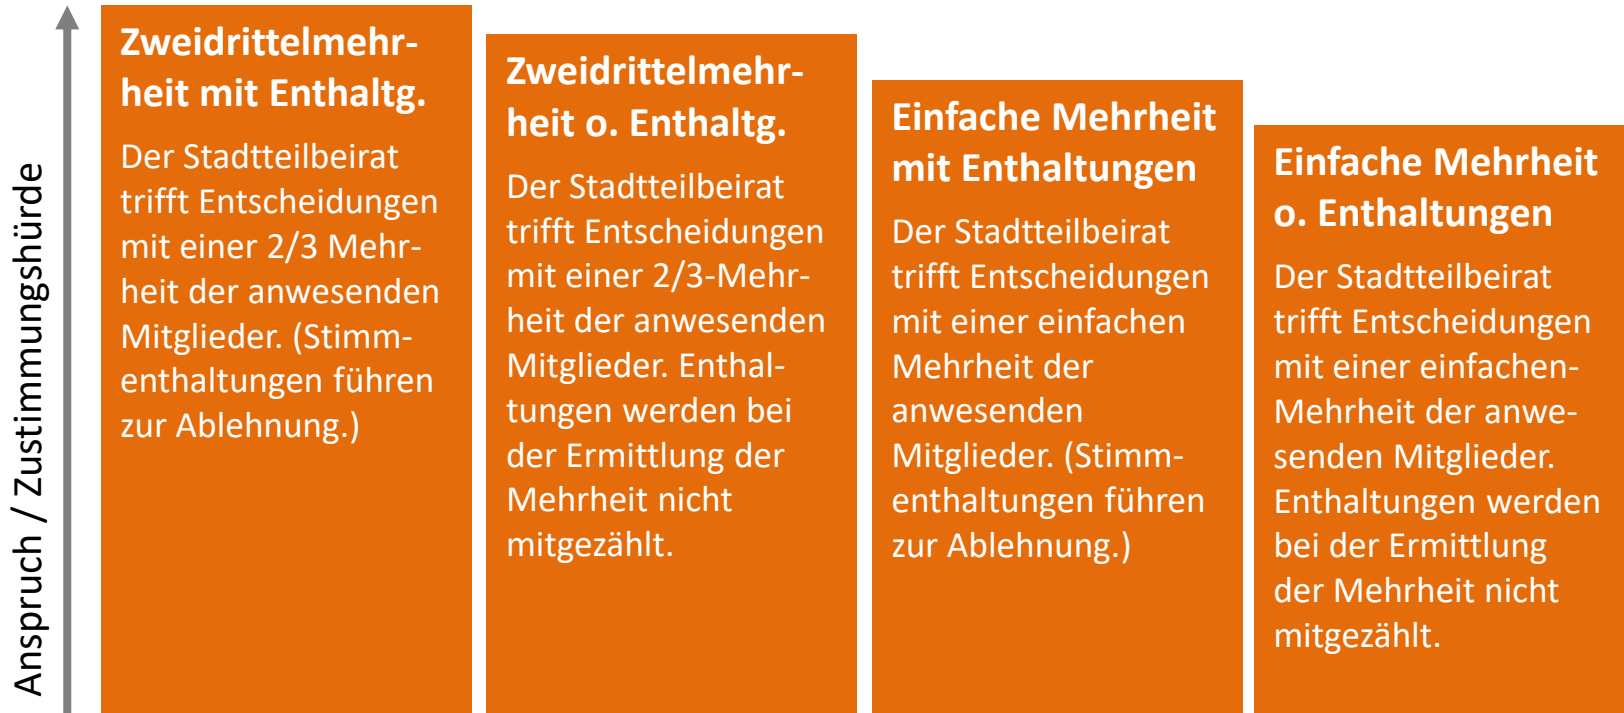 Anspruch / Zustimmungshürde
Zweidrittelmehr-
heit mit Enthaltg.
Der Stadtteilbeirat
trifft Entscheidungen
mit einer 2/3 Mehr-
heit der anwesenden
Mitglieder. (Stimm-
enthaltungen führen
zur Ablehnung.)
Zweidrittelmehr-
heit o. Enthaltg.
Der Stadtteilbeirat
trifft Entscheidungen
mit einer 2/3-Mehr-
heit der anwesenden
Mitglieder. Enthal-
tungen werden bei
der Ermittlung der
Mehrheit nicht
mitgezählt.
Einfache Mehrheit
mit Enthaltungen
Der Stadtteilbeirat
trifft Entscheidungen
mit einer einfachen
Mehrheit der
anwesenden
Mitglieder. (Stimm-
enthaltungen führen
zur Ablehnung.)
Einfache Mehrheit
o. Enthaltungen
Der Stadtteilbeirat
trifft Entscheidungen
mit einer einfachen-
Mehrheit der anwe-
senden Mitglieder.
Enthaltungen werden
bei der Ermittlung
der Mehrheit nicht
mitgezählt.